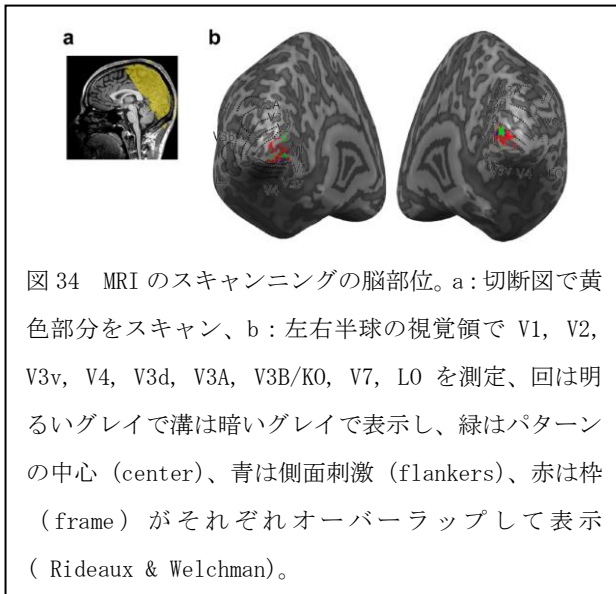 a
b
V4
V3v V4
図 34 MRI のスキャンニングの脳部位。a：切断図で黄
色部分をスキャン、b：左右半球の視覚領で V1, V2,
V3v, V4, V3d, V3A, V3B/KO, V7, LO を測定、回は明
るいグレイで溝は暗いグレイで表示し、緑はパターン
の中心 (center)、青は側面刺激 (flankers)、赤は枠
(frame) がそれぞれオーバーラップして表示
( Rideaux & Welchman)。